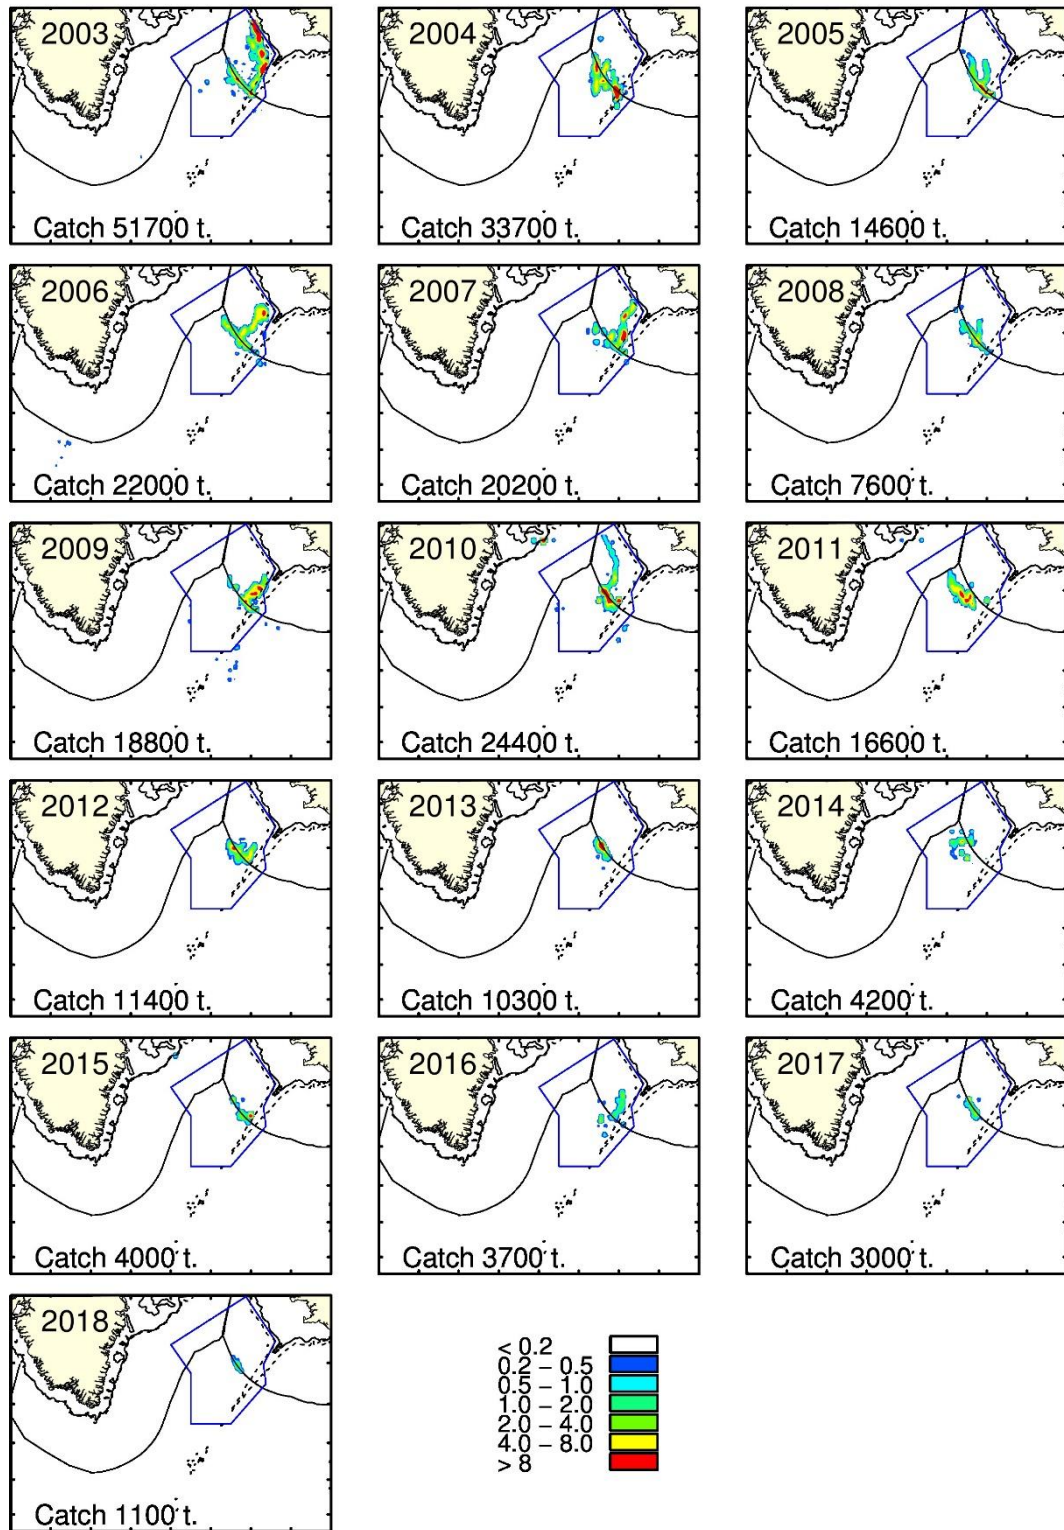 2003
Catch 51700 t.
2004
Catch 33700 t.
2005
Catch 14600 t.
2006
Catch 22000 t.
2007
Catch 20200 t.
2008
Catch 7600 t.
2009
Catch 18800 t.
2010
Catch 24400 t.
2011
Catch 16600 t.
2012
Catch 11400 t.
2013
Catch 10300 t.
2014
Catch 4200 t.
2015
Catch 4000 t.
2016
Catch 3700 t.
2017
Catch 3000 t.
2018
Catch 1100 t.
< 0.2
0.2 – 0.5
0.5 – 1.0
1.0 – 2.0
2.0 – 4.0
4.0 – 8.0
> 8